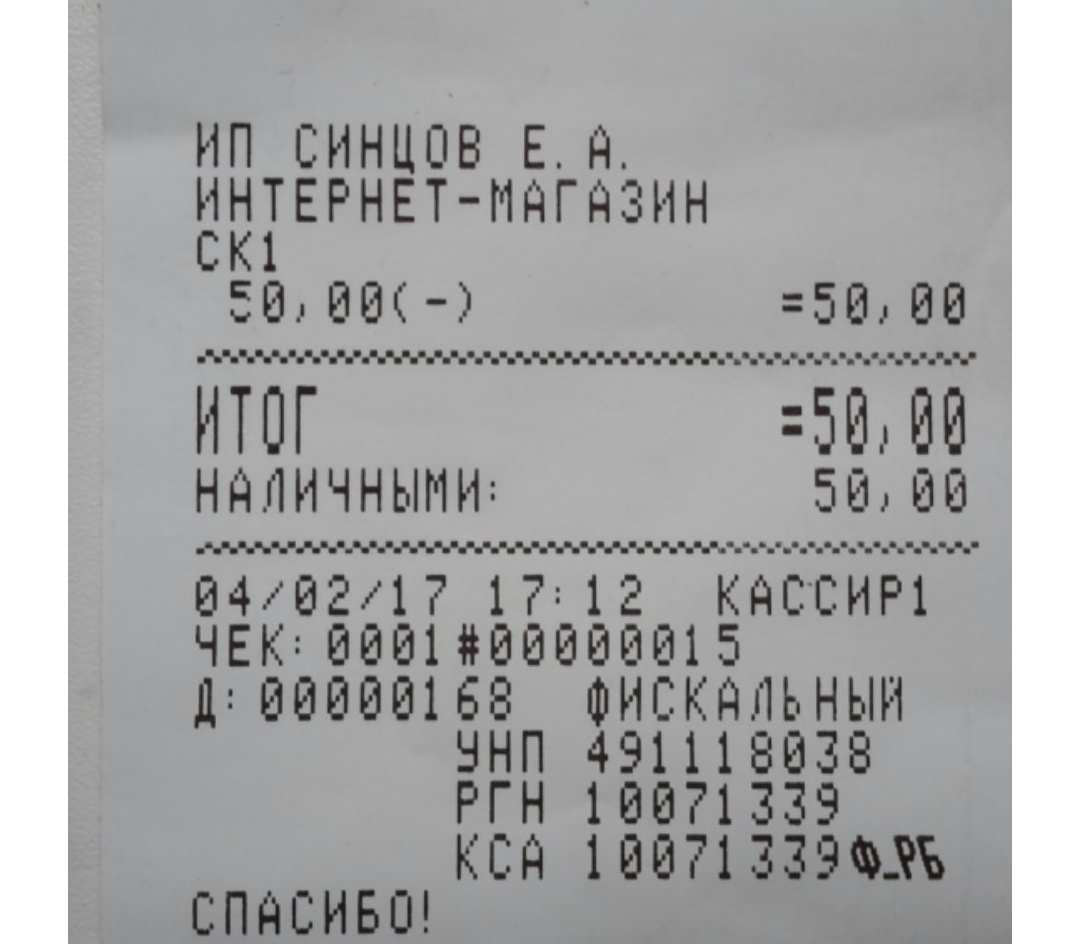 ИП СИНЦОВ Е.А.
ИНТЕРНЕТ-МАГАЗИН
СК1
50,00(-) =50,00
ИТОГ =50,00
НАЛИЧНЫМИ: 50,00
04/02/17 17:12 КАССИР1
ЧЕК:0001#00000015
Д:00000168 ФИСКАЛЬНЫЙ
УНП 491118038
РГН 10071339
КСА 10071339Ф_РБ
СПАСИБО!